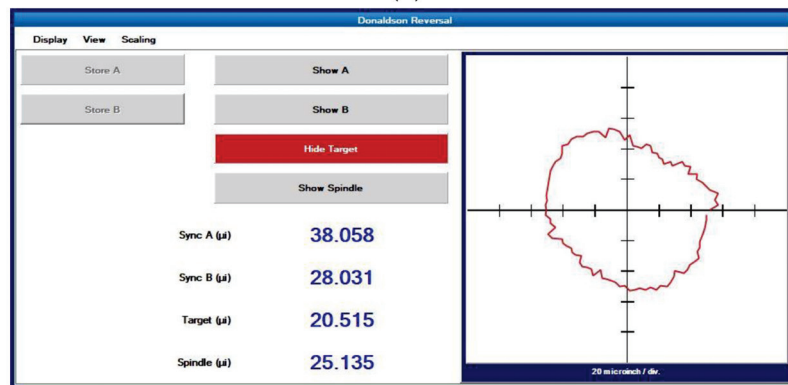 Donaldson Reversal
Display View Scaling
Store A
Show A
Store B
Show B
Hide Target
Show Spindle
Sync A (µi) 38.058
Sync B (µi) 28.031
Target (µi) 20.515
Spindle (µi) 25.135
20 microinch / div.